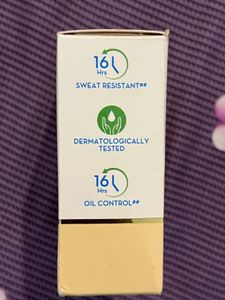 16
Hrs
SWEAT RESISTANT##
DERMATOLOGICALLY
TESTED
16
Hrs
OIL CONTROL##